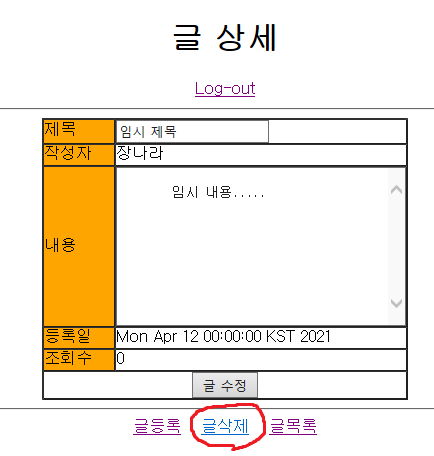 글 상세
Log-out
제목 임시 제목
작성자 장나라
내용 임시 내용.....
등록일 Mon Apr 12 00:00:00 KST 2021
조회수 0
글 수정
글등록 글삭제 글목록